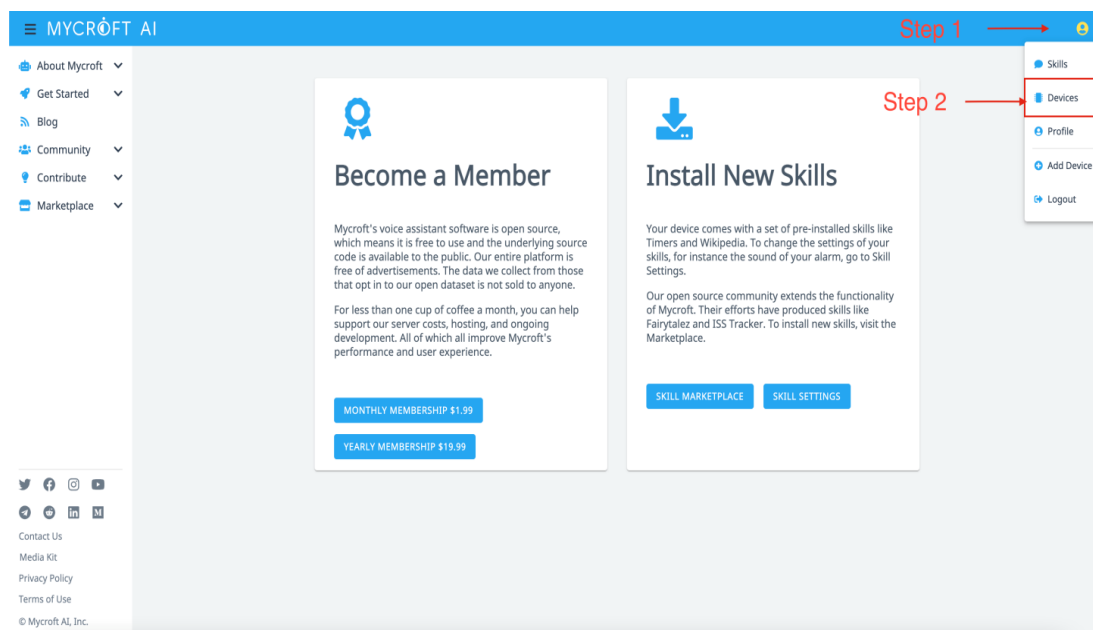 MYCROFT AI
Step 1
About Mycroft
Get Started
Blog
Community
Contribute
Marketplace
Skills
Devices
Step 2
Profile
Add Device
Logout
Become a Member
Mycroft's voice assistant software is open source,
which means it is free to use and the underlying source
code is available to the public. Our entire platform is
free of advertisements. The data we collect from those
that opt in to our open dataset is not sold to anyone.
For less than one cup of coffee a month, you can help
support our server costs, hosting, and ongoing
development. All of which all improve Mycroft's
performance and user experience.
MONTHLY MEMBERSHIP $1.99
YEARLY MEMBERSHIP $19.99
Install New Skills
Your device comes with a set of pre-installed skills like
Timers and Wikipedia. To change the settings of your
skills, for instance the sound of your alarm, go to Skill
Settings.
Our open source community extends the functionality
of Mycroft. Their efforts have produced skills like
Fairytalez and ISS Tracker. To install new skills, visit the
Marketplace.
SKILL MARKETPLACE
SKILL SETTINGS
Contact Us
Media Kit
Privacy Policy
Terms of Use
© Mycroft AI, Inc.